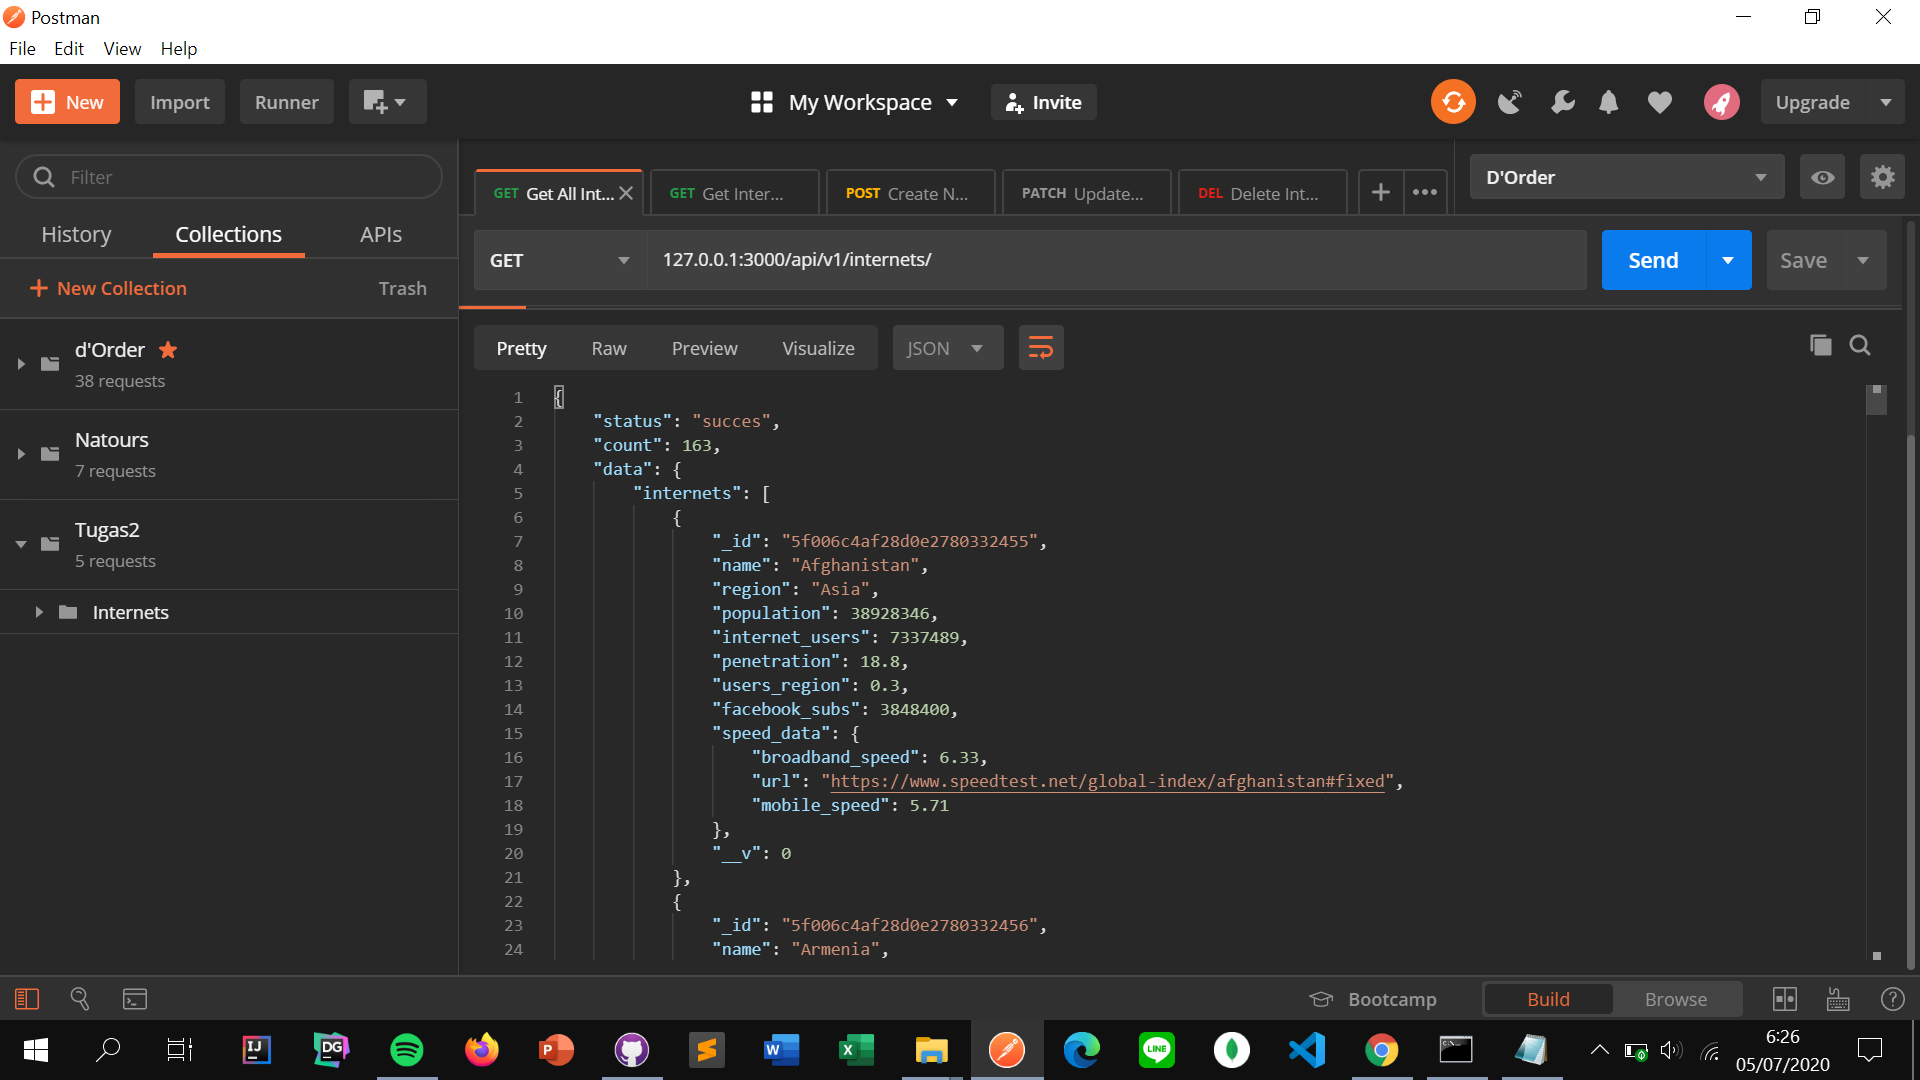 Postman
File Edit View Help
New Import Runner My Workspace Invite Upgrade
Filter
History Collections APIs
New Collection Trash
d'Order
38 requests
Natours
7 requests
Tugas2
5 requests
Internets
GET Get All Int... GET Get Inter... POST Create N... PATCH Update... DEL Delete Int... D'Order
GET 127.0.0.1:3000/api/v1/internets/ Send Save
Pretty Raw Preview Visualize JSON
1 {
2 "status": "succes",
3 "count": 163,
4 "data": {
5 "internets": [
6 {
7 "_id": "5f006c4af28d0e2780332455",
8 "name": "Afghanistan",
9 "region": "Asia",
10 "population": 38928346,
11 "internet_users": 7337489,
12 "penetration": 18.8,
13 "users_region": 0.3,
14 "facebook_subs": 3848400,
15 "speed_data": {
16 "broadband_speed": 6.33,
17 "url": "https://www.speedtest.net/global-index/afghanistan#fixed",
18 "mobile_speed": 5.71
19 },
20 "__v": 0
21 },
22 {
23 "_id": "5f006c4af28d0e2780332456",
24 "name": "Armenia",
Bootcamp Build Browse
IJ DG P W X LINE
6:26
05/07/2020